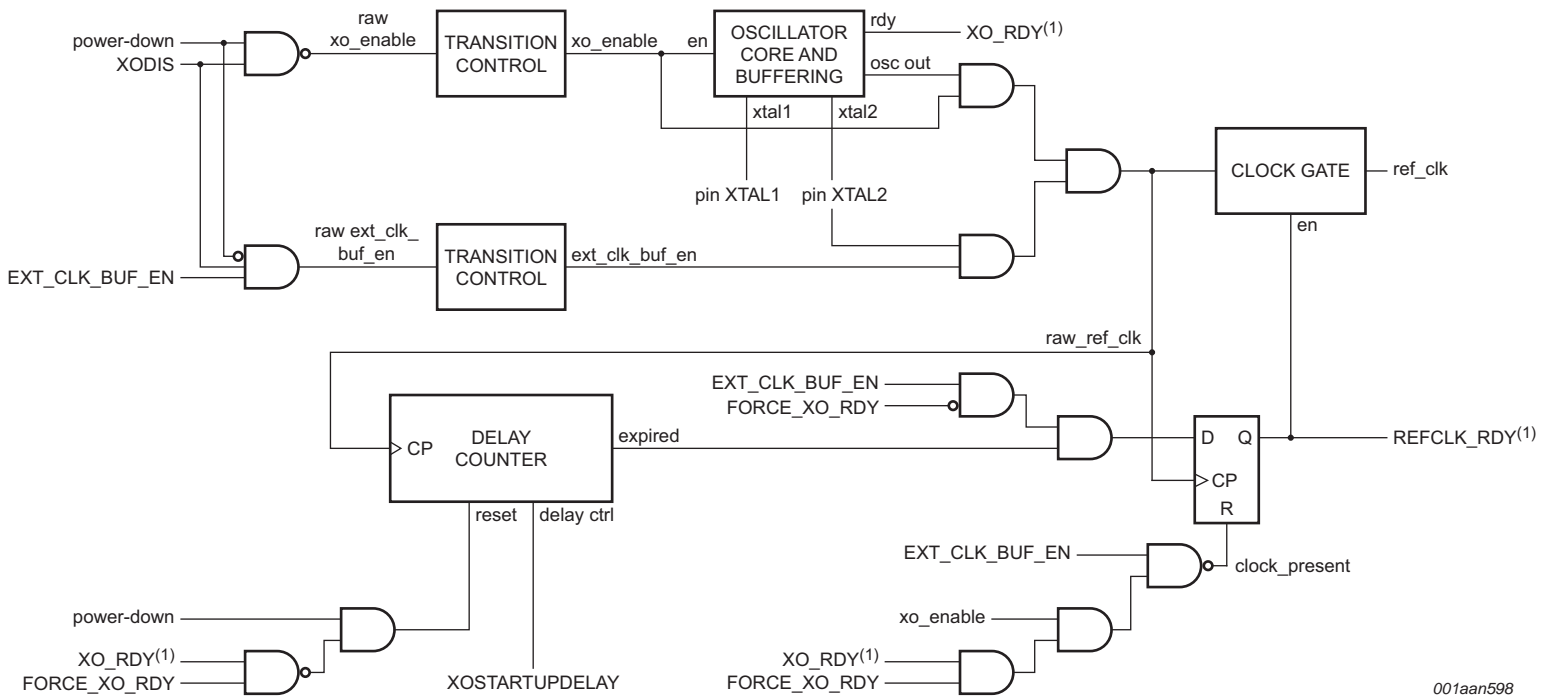 power-down
XODIS
raw
xo_enable
TRANSITION
CONTROL
xo_enable
en
OSCILLATOR
CORE AND
BUFFERING
rdy
XO_RDY(1)
osc out
xtal1
xtal2
pin XTAL1
pin XTAL2
CLOCK GATE
ref_clk
en
EXT_CLK_BUF_EN
raw ext_clk_
buf_en
TRANSITION
CONTROL
ext_clk_buf_en
raw_ref_clk
EXT_CLK_BUF_EN
FORCE_XO_RDY
CP
DELAY
COUNTER
expired
reset
delay ctrl
D
Q
CP
R
REFCLK_RDY(1)
EXT_CLK_BUF_EN
clock_present
power-down
XO_RDY(1)
FORCE_XO_RDY
XOSTARTUPDELAY
xo_enable
XO_RDY(1)
FORCE_XO_RDY
001aan598